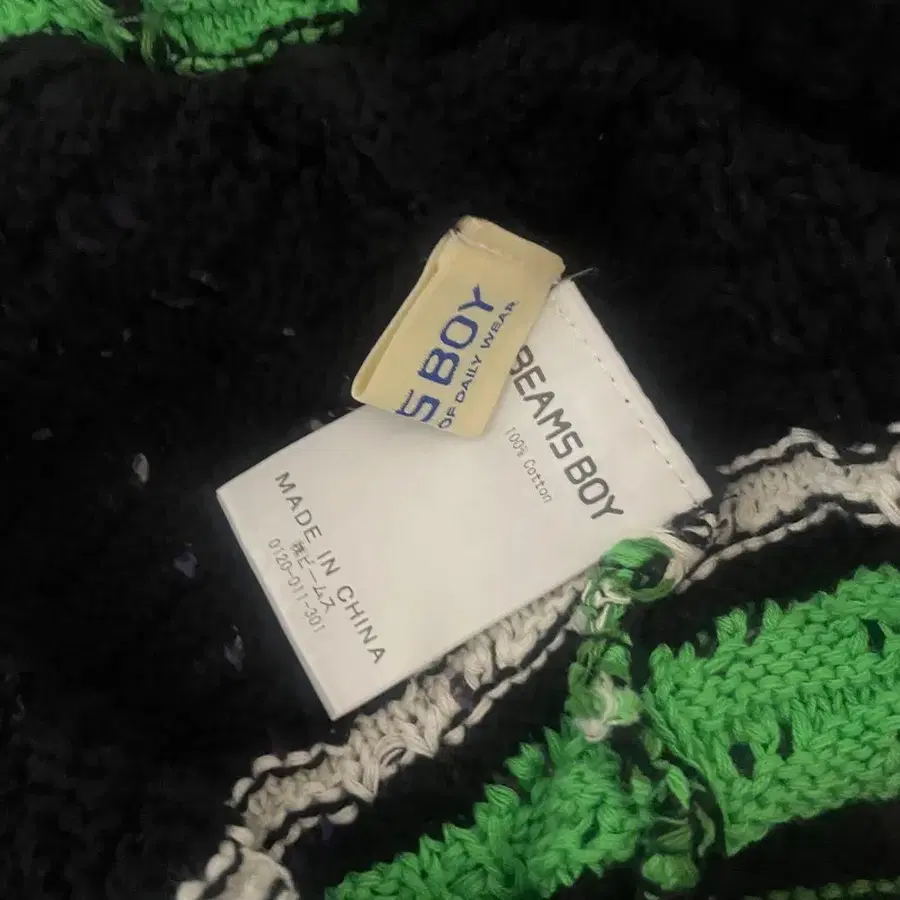 S BOY
OF DAILY WEAR
BEAMS BOY
100% Cotton
MADE IN CHINA
㈱ビームス
0120-011-301